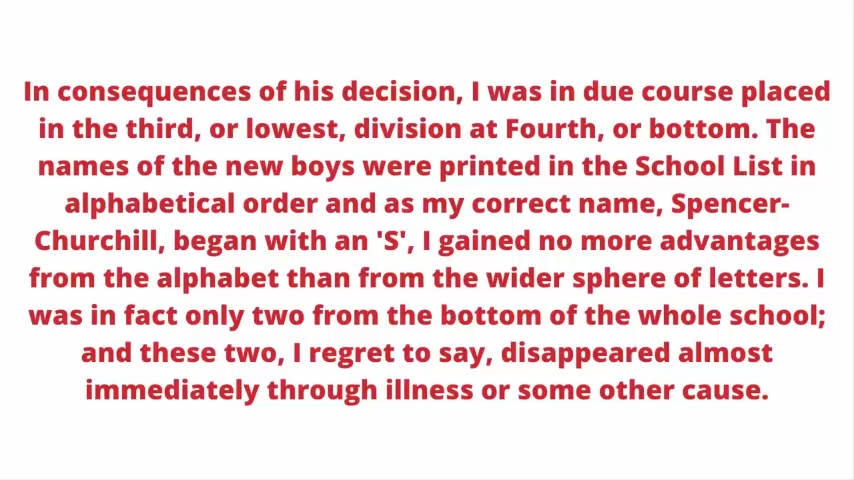 In consequences of his decision, I was in due course placed
in the third, or lowest, division at Fourth, or bottom. The
names of the new boys were printed in the School List in
alphabetical order and as my correct name, Spencer-
Churchill, began with an 'S', I gained no more advantages
from the alphabet than from the wider sphere of letters. I
was in fact only two from the bottom of the whole school;
and these two, I regret to say, disappeared almost
immediately through illness or some other cause.